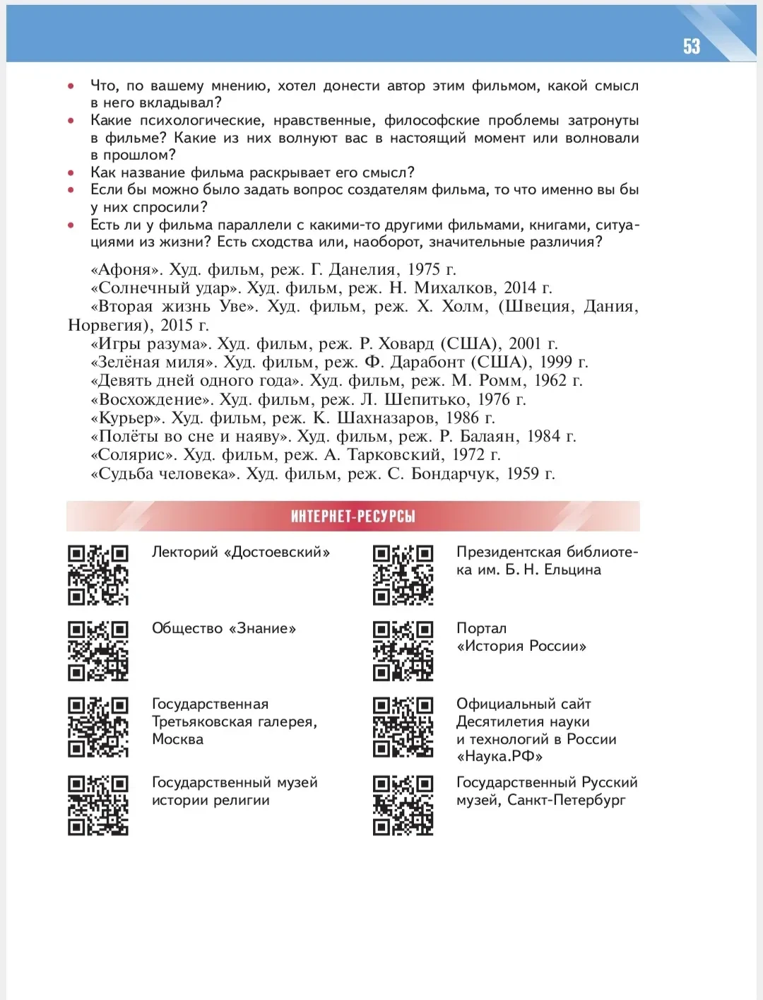 53
• Что, по вашему мнению, хотел донести автор этим фильмом, какой смысл
в него вкладывал?
• Какие психологические, нравственные, философские проблемы затронуты
в фильме? Какие из них волнуют вас в настоящий момент или волновали
в прошлом?
• Как название фильма раскрывает его смысл?
• Если бы можно было задать вопрос создателям фильма, то что именно вы бы
у них спросили?
• Есть ли у фильма параллели с какими-то другими фильмами, книгами, ситуа-
циями из жизни? Есть сходства или, наоборот, значительные различия?
«Афоня». Худ. фильм, реж. Г. Данелия, 1975 г.
«Солнечный удар». Худ. фильм, реж. Н. Михалков, 2014 г.
«Вторая жизнь Уве». Худ. фильм, реж. Х. Холм, (Швеция, Дания,
Норвегия), 2015 г.
«Игры разума». Худ. фильм, реж. Р. Ховард (США), 2001 г.
«Зелёная миля». Худ. фильм, реж. Ф. Дарабонт (США), 1999 г.
«Девять дней одного года». Худ. фильм, реж. М. Ромм, 1962 г.
«Восхождение». Худ. фильм, реж. Л. Шепитько, 1976 г.
«Курьер». Худ. фильм, реж. К. Шахназаров, 1986 г.
«Полёты во сне и наяву». Худ. фильм, реж. Р. Балаян, 1984 г.
«Солярис». Худ. фильм, реж. А. Тарковский, 1972 г.
«Судьба человека». Худ. фильм, реж. С. Бондарчук, 1959 г.
ИНТЕРНЕТ-РЕСУРСЫ
Лекторий «Достоевский»
Президентская библиоте-
ка им. Б. Н. Ельцина
Общество «Знание»
Портал
«История России»
Государственная
Третьяковская галерея,
Москва
Официальный сайт
Десятилетия науки
и технологий в России
«Наука.РФ»
Государственный музей
истории религии
Государственный Русский
музей, Санкт-Петербург